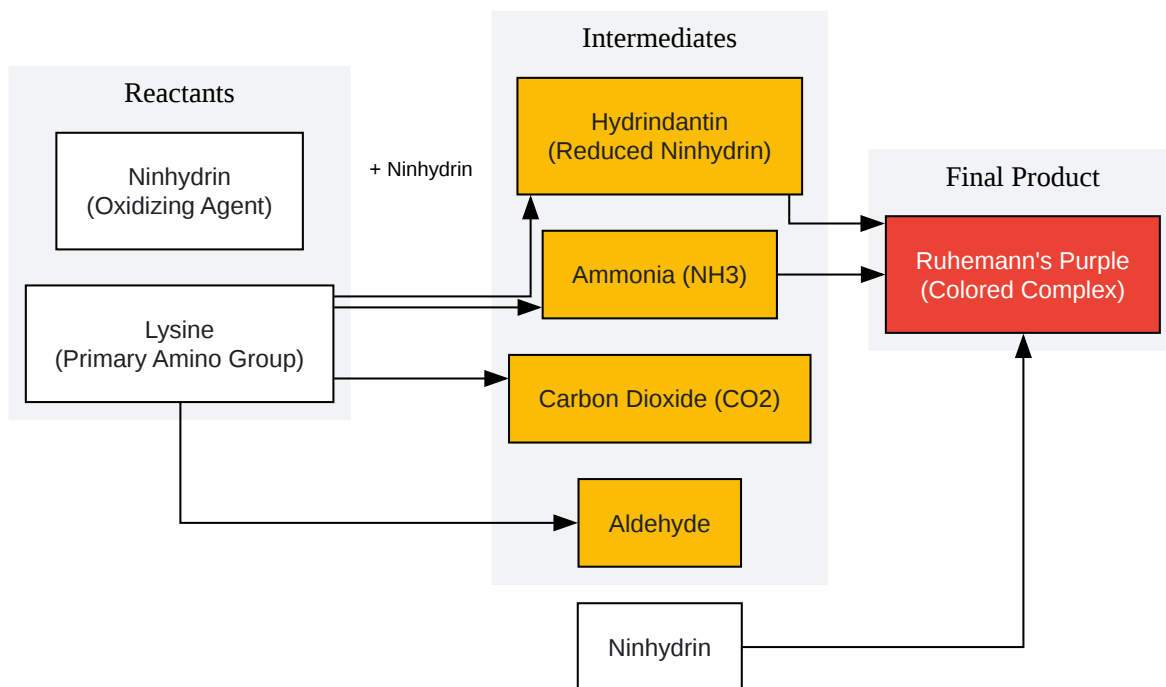 Reactants
Ninhydrin
(Oxidizing Agent)
Lysine
(Primary Amino Group)
+ Ninhydrin
Intermediates
Hydrindantin
(Reduced Ninhydrin)
Ammonia (NH3)
Carbon Dioxide (CO2)
Aldehyde
Ninhydrin
Final Product
Ruhemann's Purple
(Colored Complex)